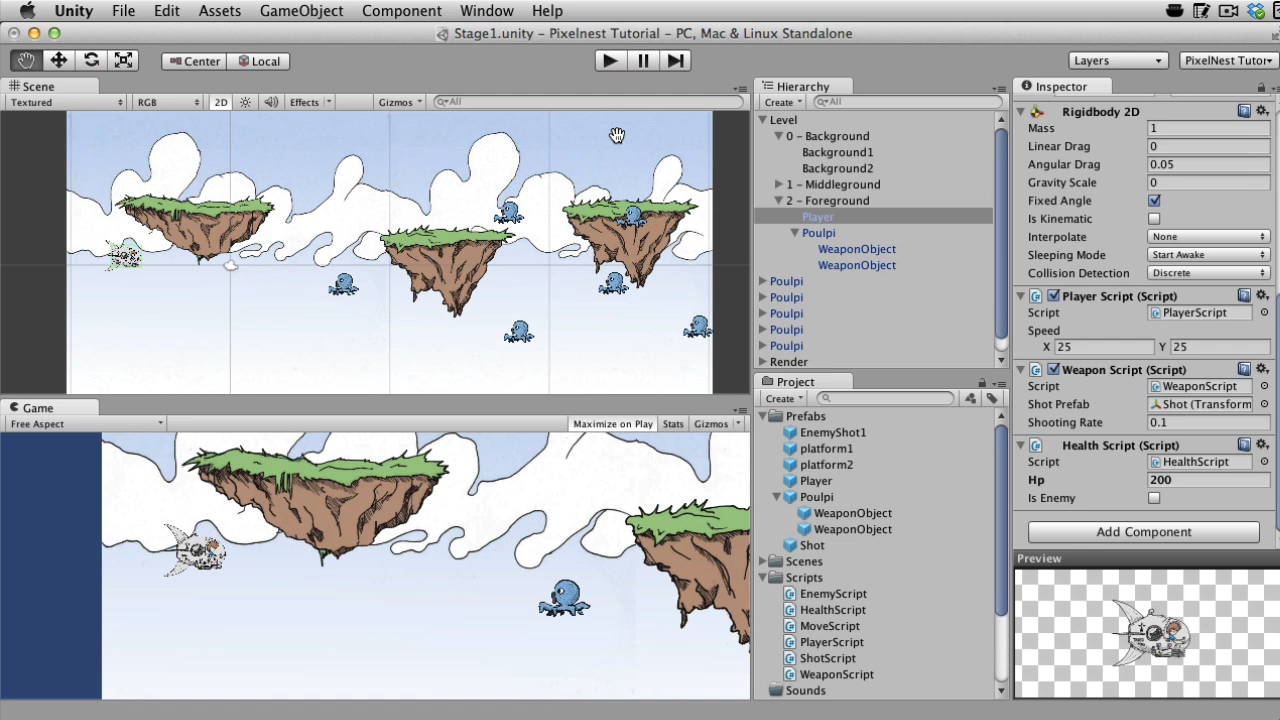 Unity File Edit Assets GameObject Component Window Help
Stage1.unity – Pixelnest Tutorial – PC, Mac & Linux Standalone
Center Local Layers PixelNest Tutor
Scene
Textured RGB 2D Effects Gizmos All
Hierarchy
Create All
Level
0 – Background
Background1
Background2
1 – Middleground
2 – Foreground
Player
Poulpi
WeaponObject
WeaponObject
Poulpi
Poulpi
Poulpi
Poulpi
Poulpi
Render
Inspector
Rigidbody 2D
Mass 1
Linear Drag 0
Angular Drag 0.05
Gravity Scale 0
Fixed Angle
Is Kinematic
Interpolate None
Sleeping Mode Start Awake
Collision Detection Discrete
Player Script (Script)
Script PlayerScript
Speed
X 25 Y 25
Weapon Script (Script)
Script WeaponScript
Shot Prefab Shot (Transform
Shooting Rate 0.1
Health Script (Script)
Script HealthScript
Hp 200
Is Enemy
Add Component
Preview
Game
Free Aspect Maximize on Play Stats Gizmos
Project
Create
Prefabs
EnemyShot1
platform1
platform2
Player
Poulpi
WeaponObject
WeaponObject
Shot
Scenes
Scripts
EnemyScript
HealthScript
MoveScript
PlayerScript
ShotScript
WeaponScript
Sounds